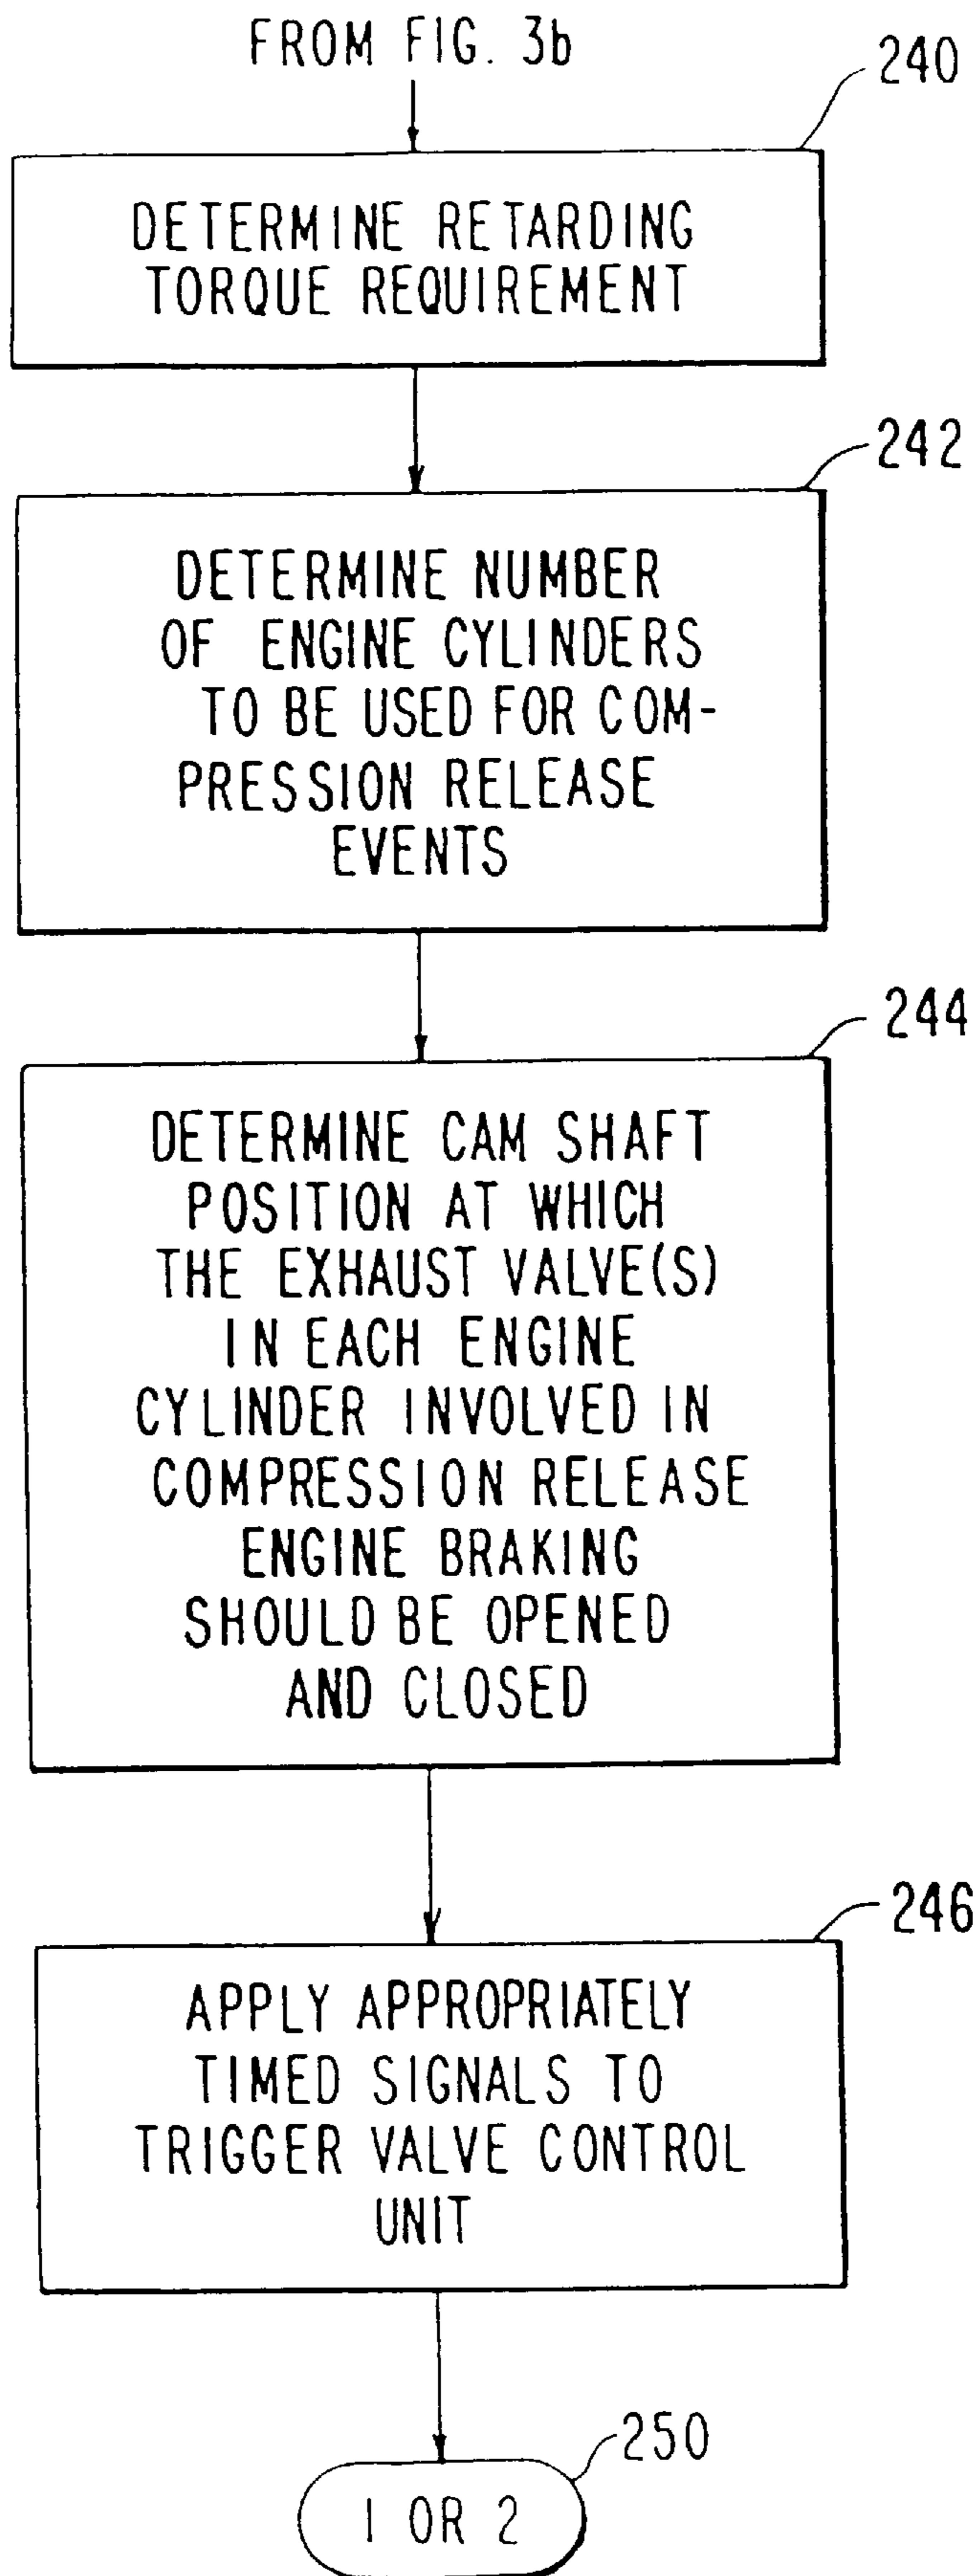 FROM FIG. 3b
240
DETERMINE RETARDING
TORQUE REQUIREMENT
242
DETERMINE NUMBER
OF ENGINE CYLINDERS
TO BE USED FOR COM-
PRESSION RELEASE
EVENTS
244
DETERMINE CAM SHAFT
POSITION AT WHICH
THE EXHAUST VALVE(S)
IN EACH ENGINE
CYLINDER INVOLVED IN
COMPRESSION RELEASE
ENGINE BRAKING
SHOULD BE OPENED
AND CLOSED
246
APPLY APPROPRIATELY
TIMED SIGNALS TO
TRIGGER VALVE CONTROL
UNIT
250
1 OR 2